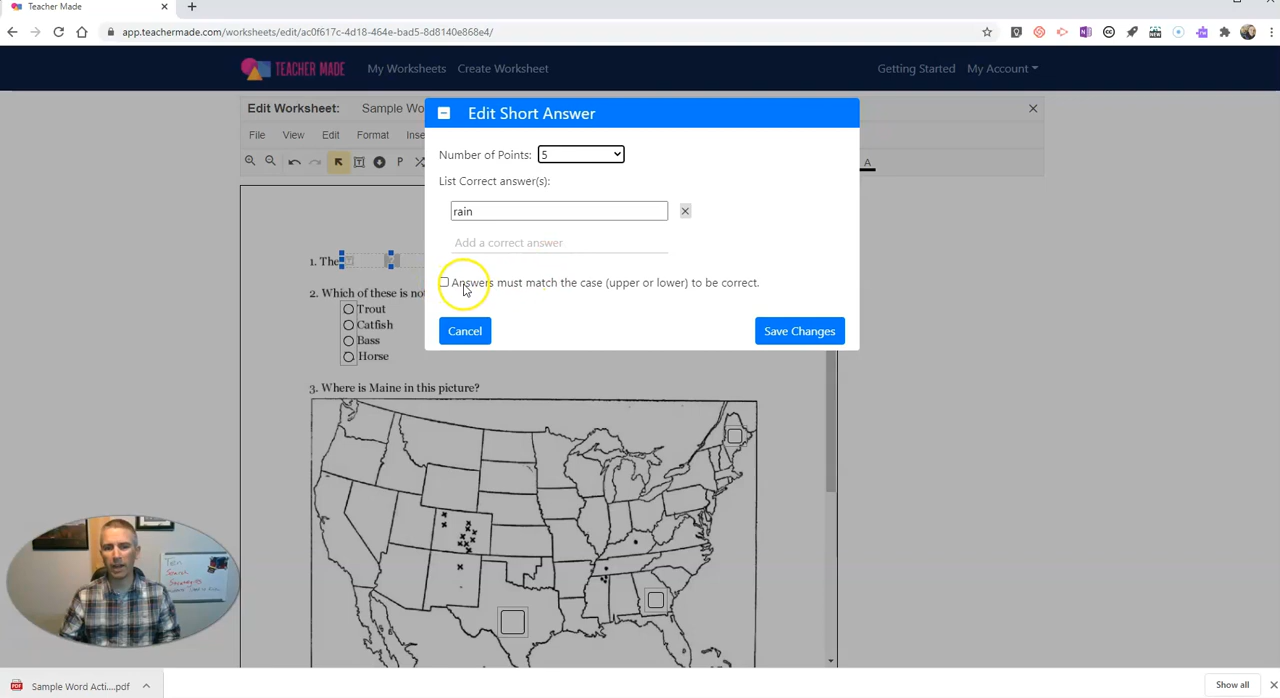 Teacher Made
app.teachermade.com/worksheets/edit/ac0f617c-4d18-464e-bad5-8d8140e868e4/
TEACHER MADE My Worksheets Create Worksheet Getting Started My Account
Edit Worksheet: Sample Wo
File View Edit Format Inse
Edit Short Answer
Number of Points: 5
List Correct answer(s):
rain
Add a correct answer
Answers must match the case (upper or lower) to be correct.
Cancel Save Changes
1. The
2. Which of these is not
Trout
Catfish
Bass
Horse
3. Where is Maine in this picture?
Sample Word Acti....pdf
Show all